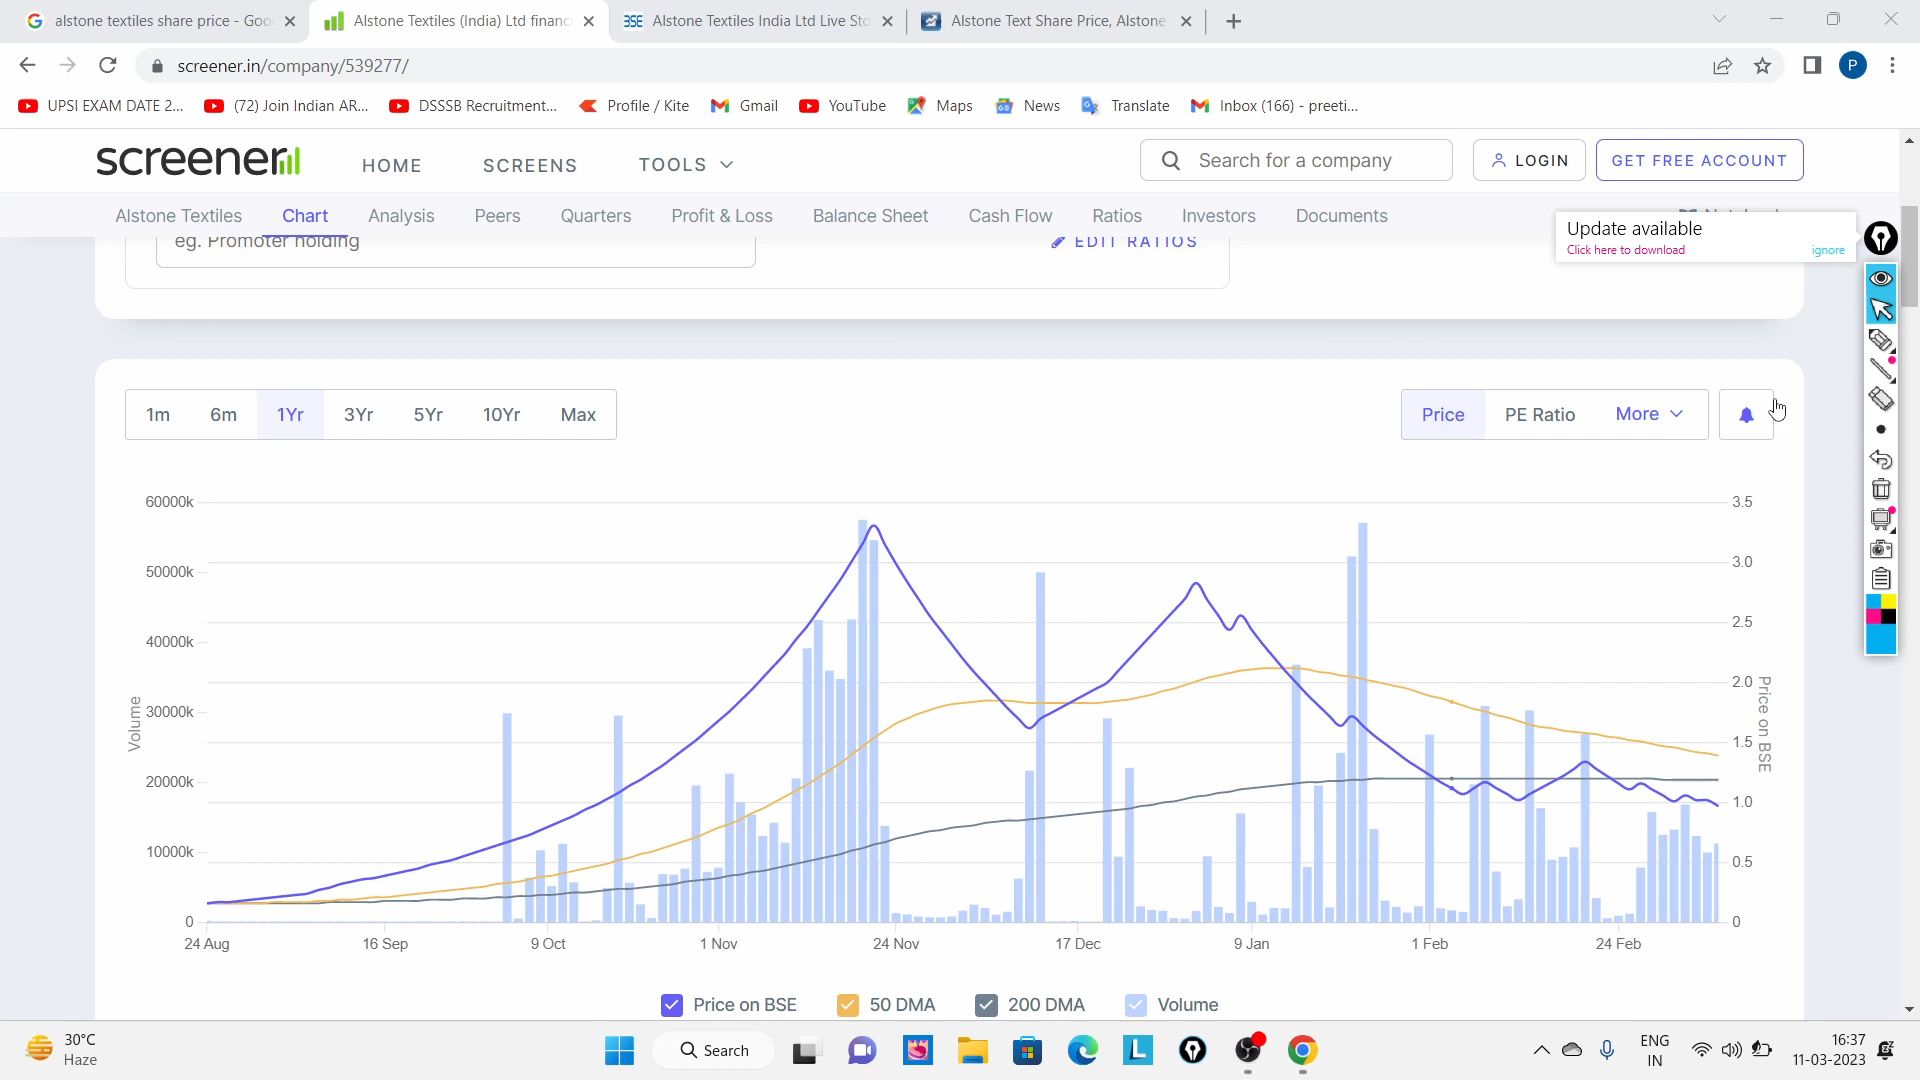 alstone textiles share price - Goo
Alstone Textiles (India) Ltd financ
BSE Alstone Textiles India Ltd Live Sto
Alstone Text Share Price, Alstone
screener.in/company/539277/
P
UPSI EXAM DATE 2...
(72) Join Indian AR...
DSSSB Recruitment...
Profile / Kite
Gmail
YouTube
Maps
News
Translate
Inbox (166) - preeti...
screener
HOME
SCREENS
TOOLS
Search for a company
LOGIN
GET FREE ACCOUNT
Alstone Textiles
Chart
Analysis
Peers
Quarters
Profit & Loss
Balance Sheet
Cash Flow
Ratios
Investors
Documents
Update available
Click here to download
ignore
eg. Promoter holding
EDIT RATIOS
1m 6m 1Yr 3Yr 5Yr 10Yr Max
Price PE Ratio More
60000k
50000k
40000k
30000k
20000k
10000k
0
Volume
3.5
3.0
2.5
2.0
1.5
1.0
0.5
0
Price on BSE
24 Aug 16 Sep 9 Oct 1 Nov 24 Nov 17 Dec 9 Jan 1 Feb 24 Feb
Price on BSE 50 DMA 200 DMA Volume
30°C
Haze
Search
L
ENG
IN
16:37
11-03-2023